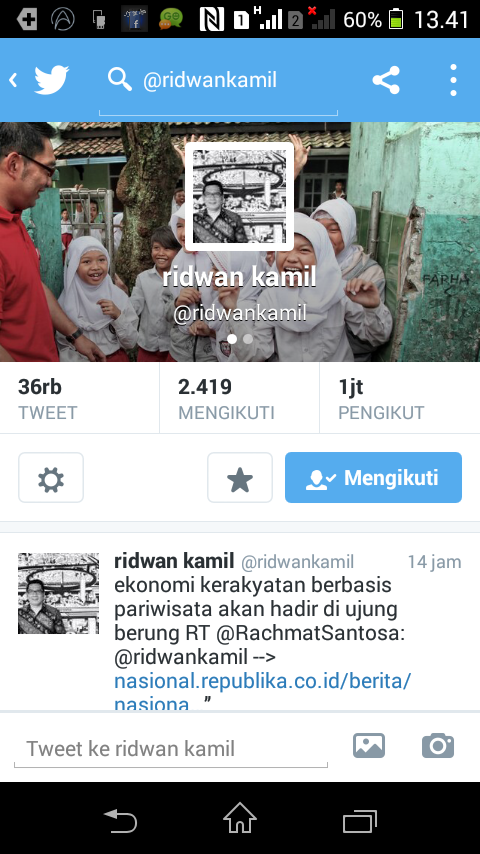 1 H 2 60% 13.41
@ridwankamil
ridwan kamil
@ridwankamil
36rb 2.419 1jt
TWEET MENGIKUTI PENGIKUT
Mengikuti
ridwan kamil @ridwankamil 14 jam
ekonomi kerakyatan berbasis
pariwisata akan hadir di ujung
berung RT @RachmatSantosa:
@ridwankamil -->
nasional.republika.co.id/berita/
nasiona..."
Tweet ke ridwan kamil